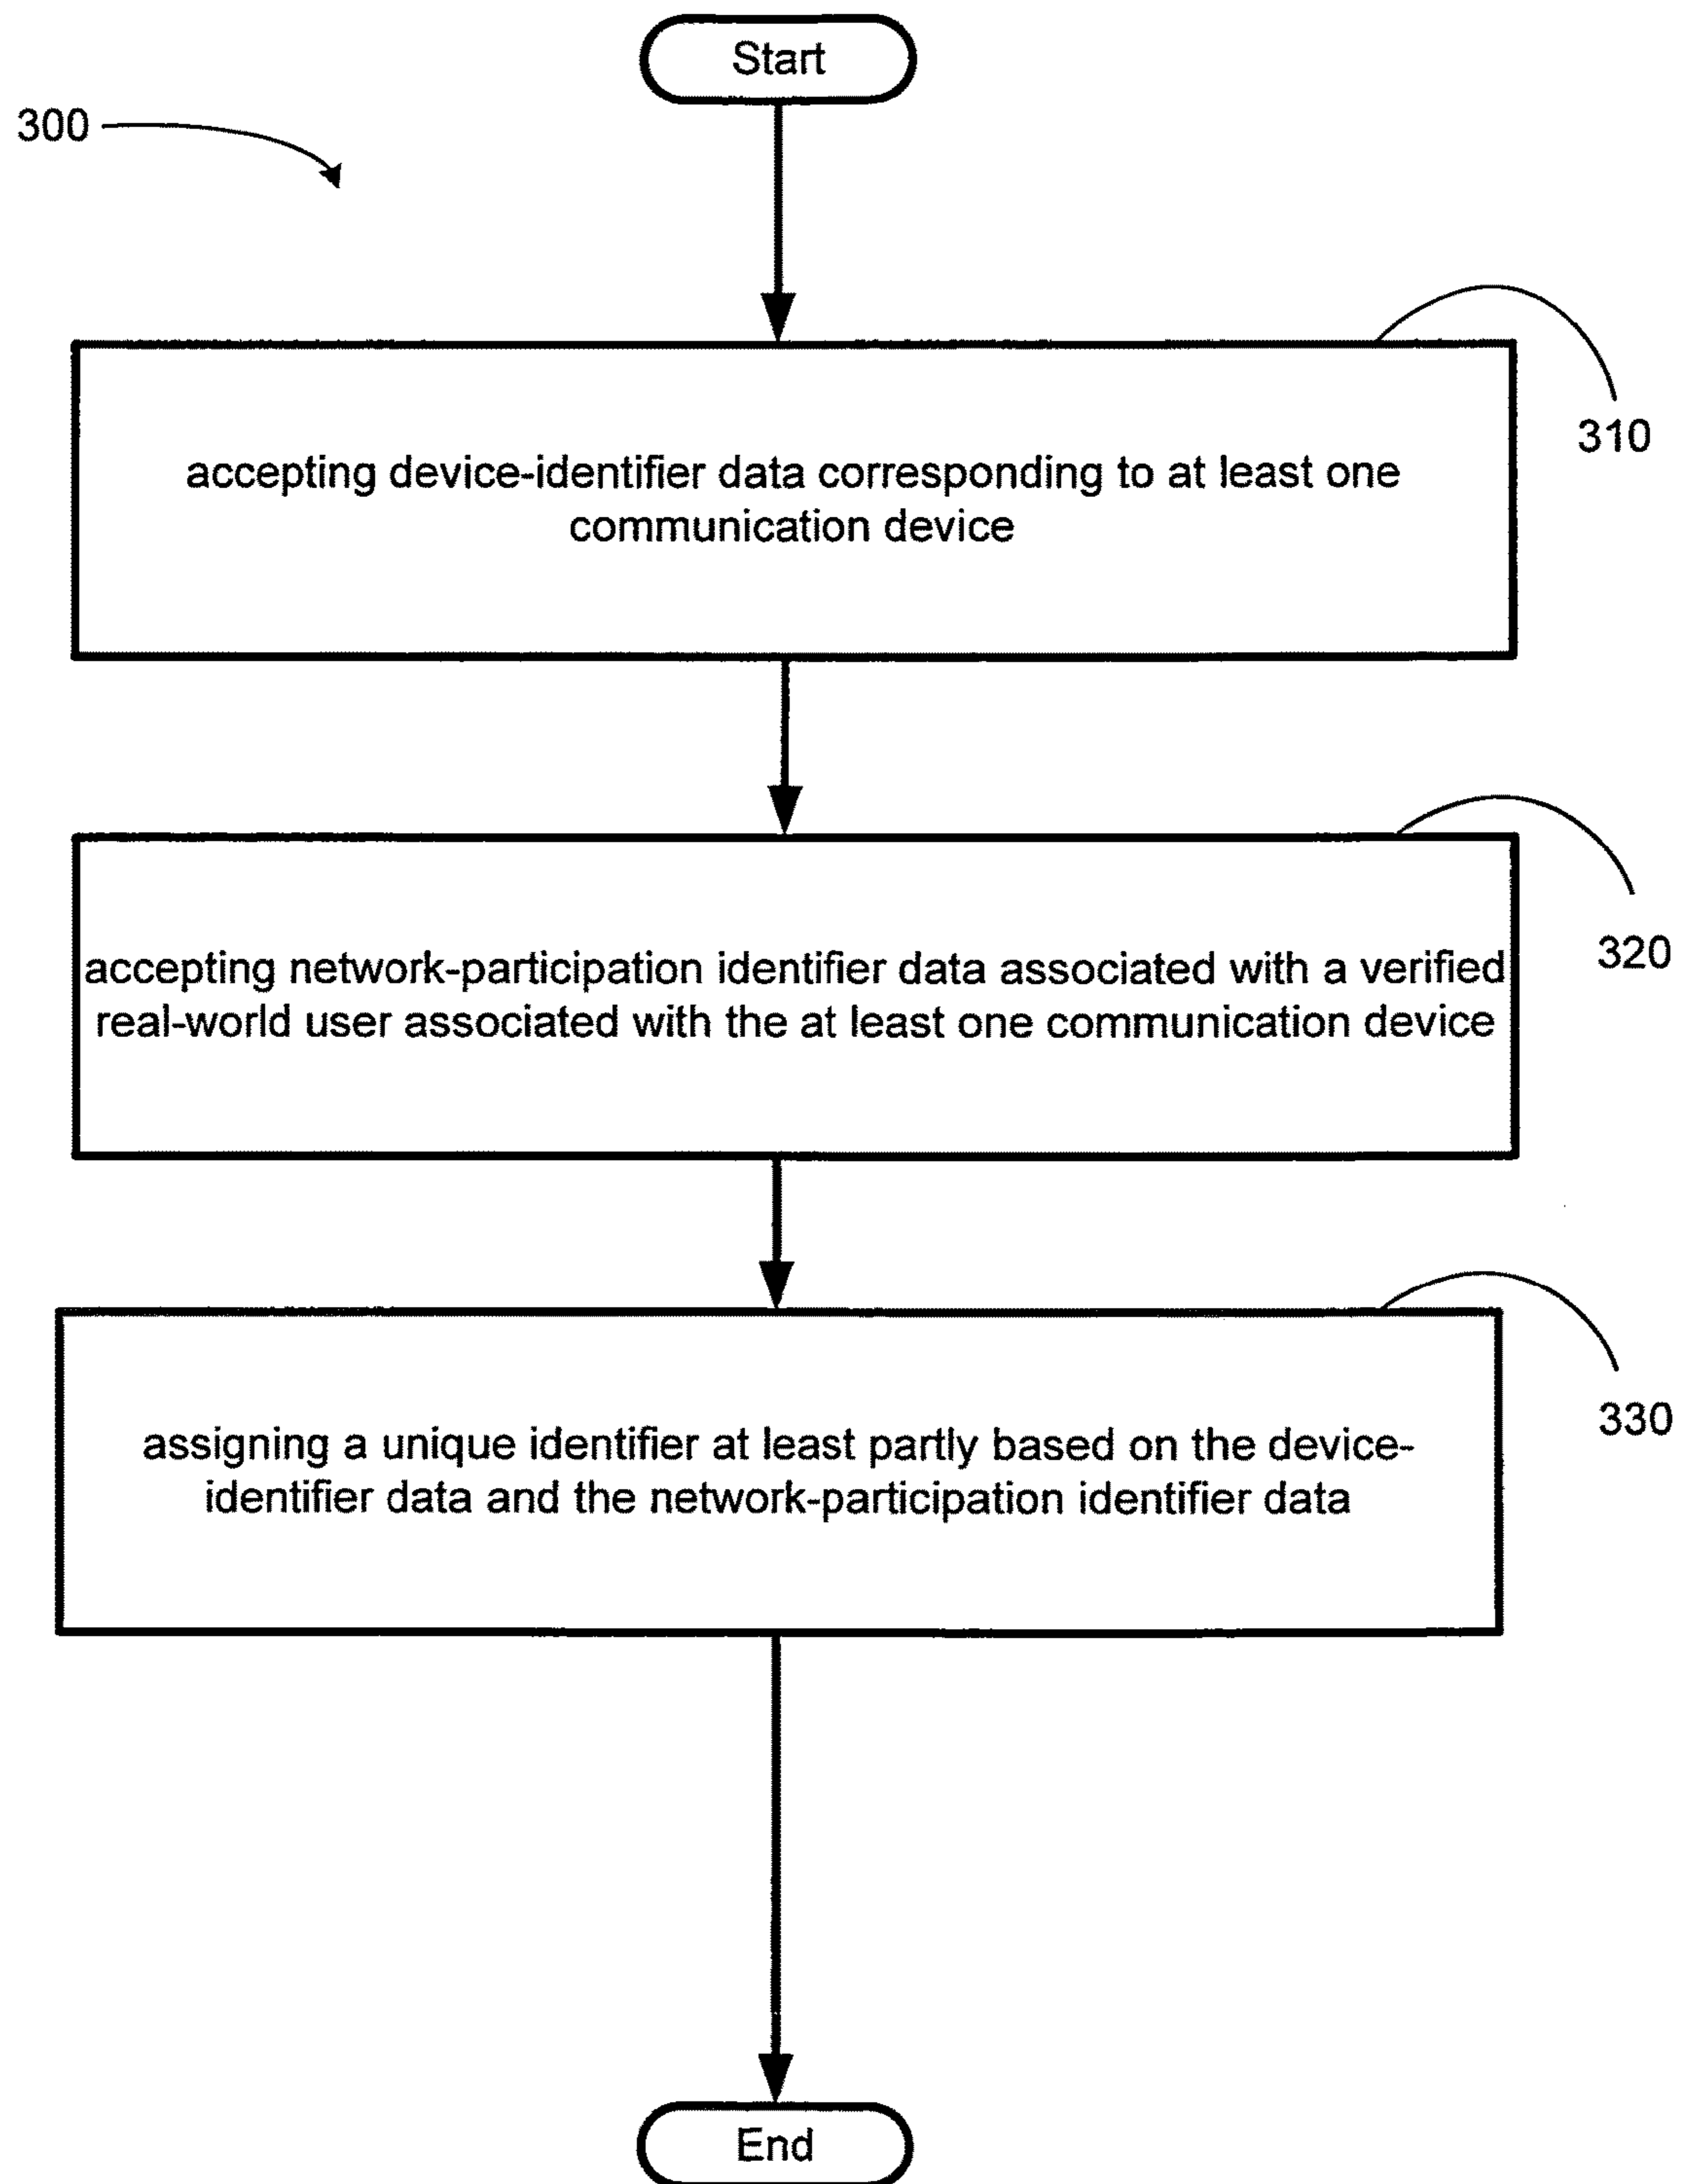 Start
300
310
accepting device-identifier data corresponding to at least one
communication device
320
accepting network-participation identifier data associated with a verified
real-world user associated with the at least one communication device
330
assigning a unique identifier at least partly based on the device-
identifier data and the network-participation identifier data
End